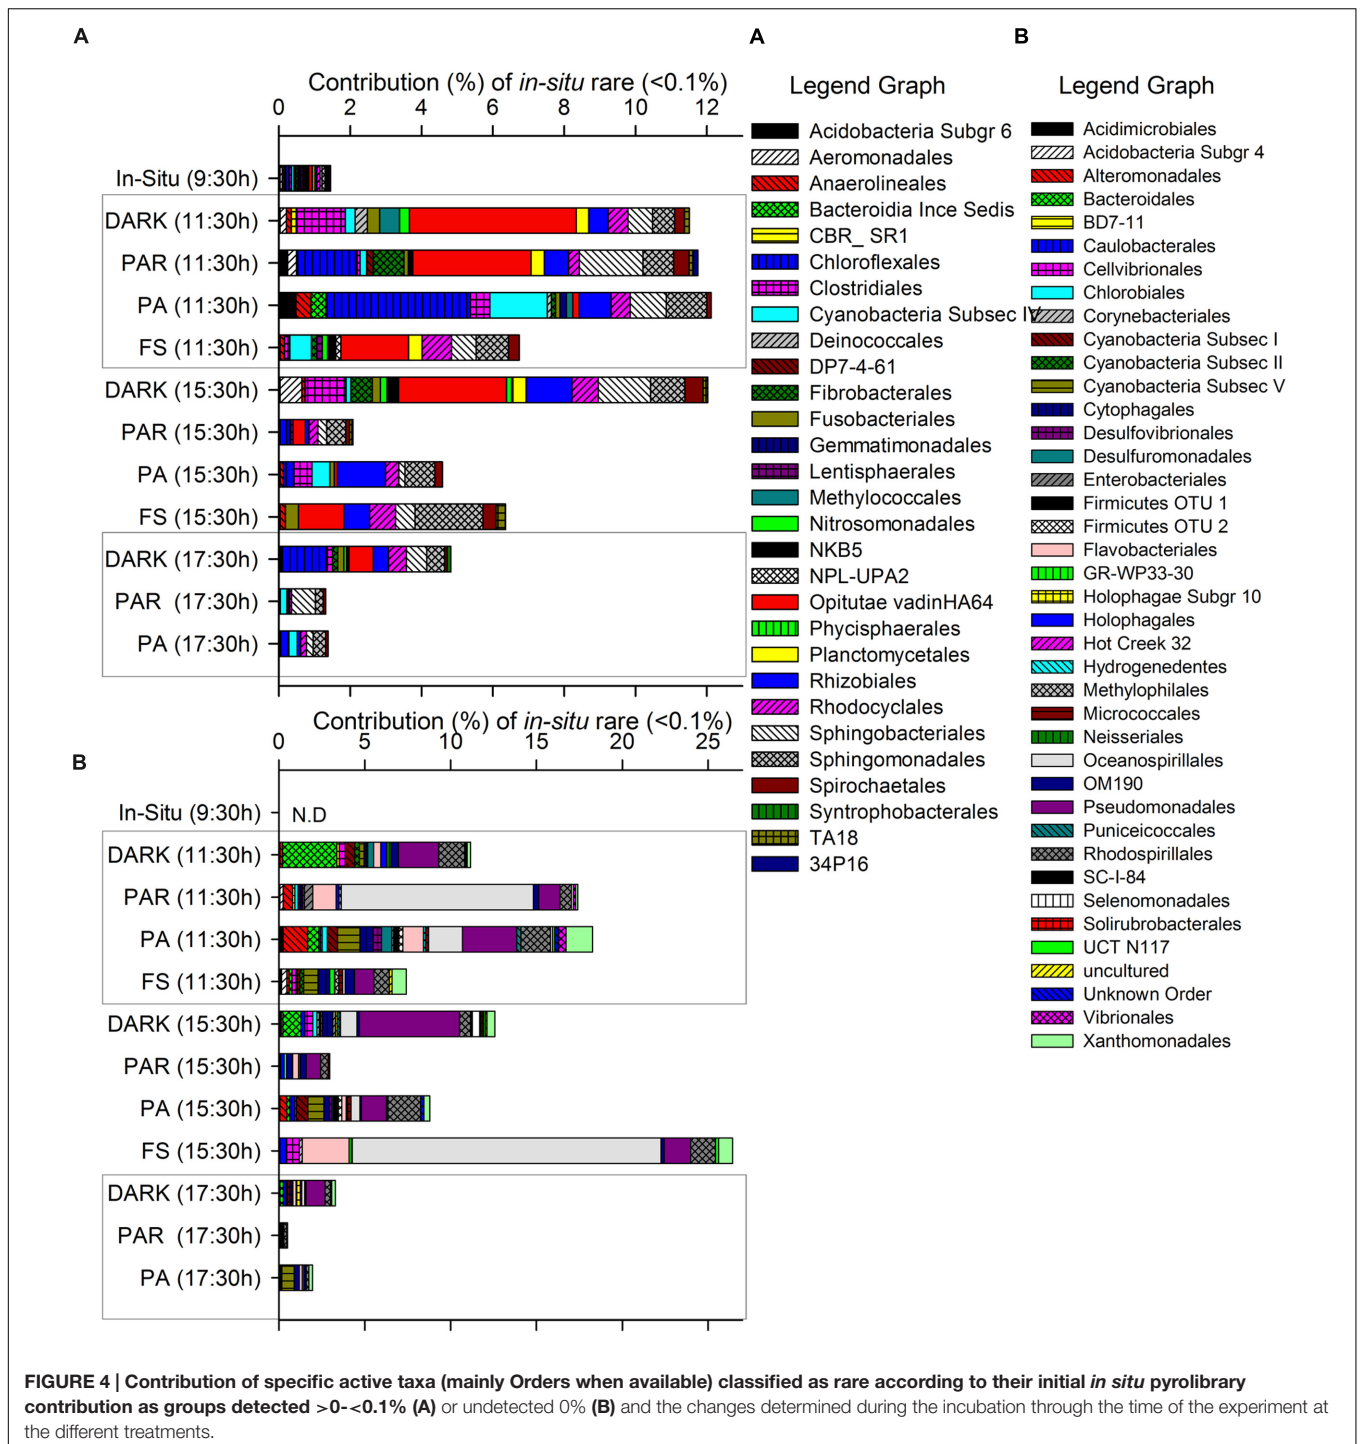 A
Contribution (%) of in-situ rare (<0.1%)
0 2 4 6 8 10 12
In-Situ (9:30h)
DARK (11:30h)
PAR (11:30h)
PA (11:30h)
FS (11:30h)
DARK (15:30h)
PAR (15:30h)
PA (15:30h)
FS (15:30h)
DARK (17:30h)
PAR (17:30h)
PA (17:30h)
Contribution (%) of in-situ rare (<0.1%)
0 5 10 15 20 25
B
In-Situ (9:30h)
N.D
DARK (11:30h)
PAR (11:30h)
PA (11:30h)
FS (11:30h)
DARK (15:30h)
PAR (15:30h)
PA (15:30h)
FS (15:30h)
DARK (17:30h)
PAR (17:30h)
PA (17:30h)
A
Legend Graph
Acidobacteria Subgr 6
Aeromonadales
Anaerolineales
Bacteroidia Ince Sedis
CBR_ SR1
Chloroflexales
Clostridiales
Cyanobacteria Subsec IV
Deinococcales
DP7-4-61
Fibrobacterales
Fusobacteriales
Gemmatimonadales
Lentisphaerales
Methylococcales
Nitrosomonadales
NKB5
NPL-UPA2
Opitutae vadinHA64
Phycisphaerales
Planctomycetales
Rhizobiales
Rhodocyclales
Sphingobacteriales
Sphingomonadales
Spirochaetales
Syntrophobacterales
TA18
34P16
B
Legend Graph
Acidimicrobiales
Acidobacteria Subgr 4
Alteromonadales
Bacteroidales
BD7-11
Caulobacterales
Cellvibrionales
Chlorobiales
Corynebacteriales
Cyanobacteria Subsec I
Cyanobacteria Subsec II
Cyanobacteria Subsec V
Cytophagales
Desulfovibrionales
Desulfuromonadales
Enterobacteriales
Firmicutes OTU 1
Firmicutes OTU 2
Flavobacteriales
GR-WP33-30
Holophagae Subgr 10
Holophagales
Hot Creek 32
Hydrogenedentes
Methylophilales
Micrococcales
Neisseriales
Oceanospirillales
OM190
Pseudomonadales
Puniceicoccales
Rhodospirillales
SC-I-84
Selenomonadales
Solirubrobacterales
UCT N117
uncultured
Unknown Order
Vibrionales
Xanthomonadales
FIGURE 4 | Contribution of specific active taxa (mainly Orders when available) classified as rare according to their initial in situ pyrolibrary
contribution as groups detected >0-<0.1% (A) or undetected 0% (B) and the changes determined during the incubation through the time of the experiment at
the different treatments.